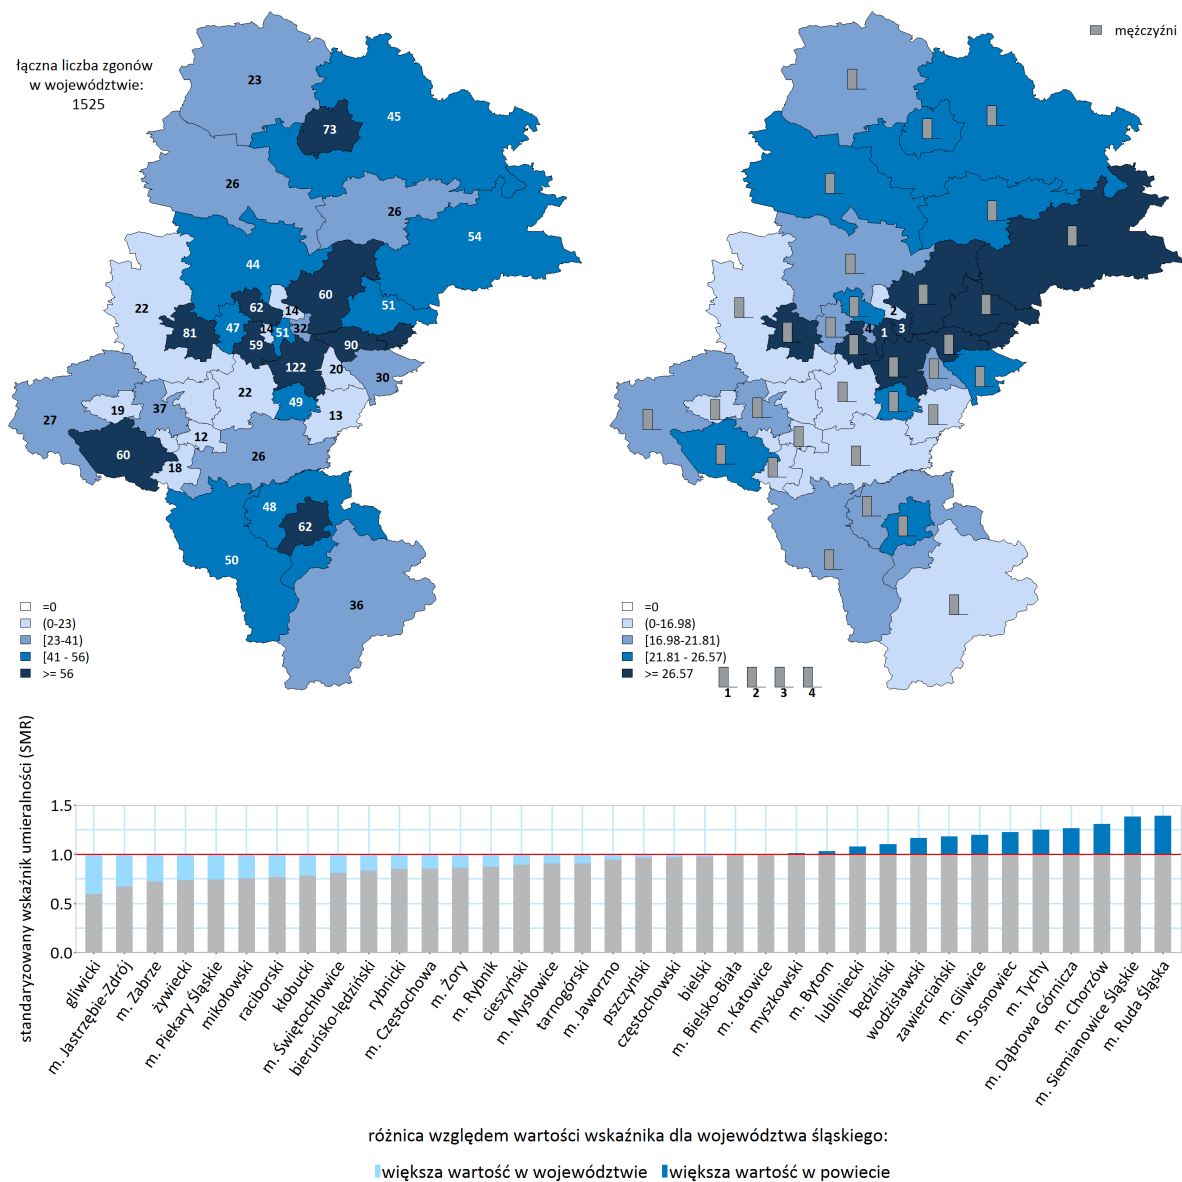 łączna liczba zgonów
w województwie:
1525
23
45
73
26
26
54
44
60
22
62
14
51
81
47
14
51
32
59
90
122
20
30
22
19
37
49
27
13
12
60
18
26
48
62
50
36
=0
(0-23)
[23-41)
[41 - 56)
>= 56
mężczyźni
2
4
1
3
=0
(0-16.98)
[16.98-21.81)
[21.81 - 26.57)
>= 26.57
1 2 3 4
standaryzowany wskaźnik umieralności (SMR)
1.5
1.0
0.5
0.0
gliwicki
m. Jastrzębie-Zdrój
m. Zabrze
żywiecki
m. Piekary Śląskie
mikołowski
raciborski
kłobucki
m. Świętochłowice
bieruńsko-lędziński
rybnicki
m. Częstochowa
m. Żory
m. Rybnik
cieszyński
m. Mysłowice
tarnogórski
m. Jaworzno
pszczyński
częstochowski
bielski
m. Bielsko-Biała
m. Katowice
myszkowski
m. Bytom
lubliniecki
będziński
wodzisławski
zawierciański
m. Gliwice
m. Sosnowiec
m. Tychy
m. Dąbrowa Górnicza
m. Chorzów
m. Siemianowice Śląskie
m. Ruda Śląska
różnica względem wartości wskaźnika dla województwa śląskiego:
większa wartość w województwie większa wartość w powiecie